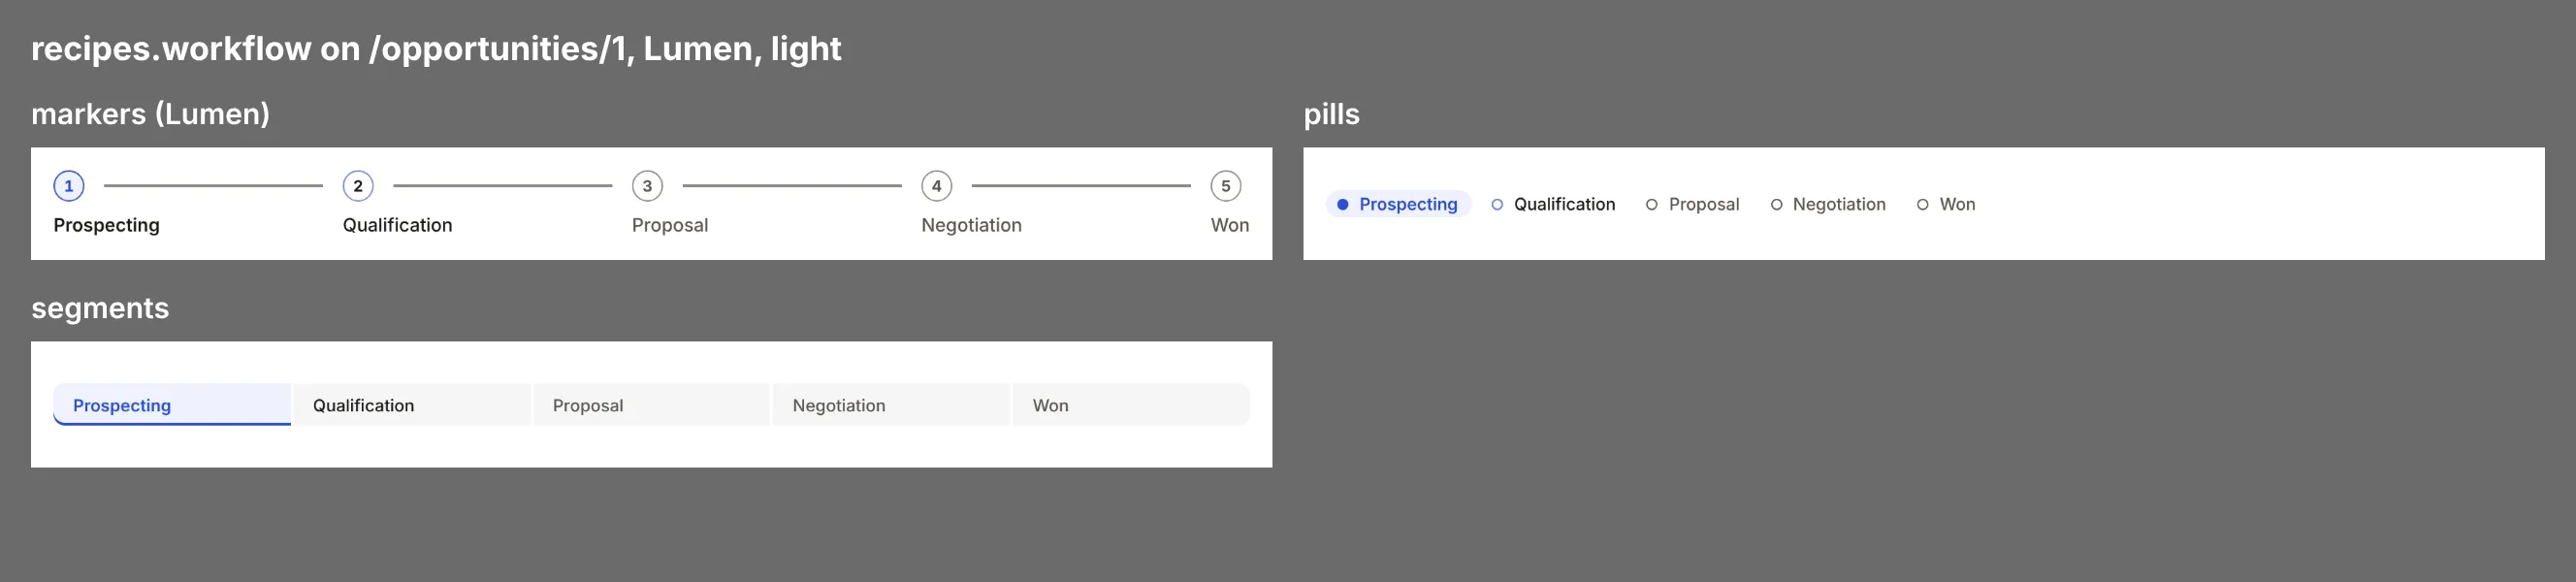 recipes.workflow on /opportunities/1, Lumen, light
markers (Lumen)
1 2 3 4 5
Prospecting Qualification Proposal Negotiation Won
pills
Prospecting Qualification Proposal Negotiation Won
segments
Prospecting Qualification Proposal Negotiation Won